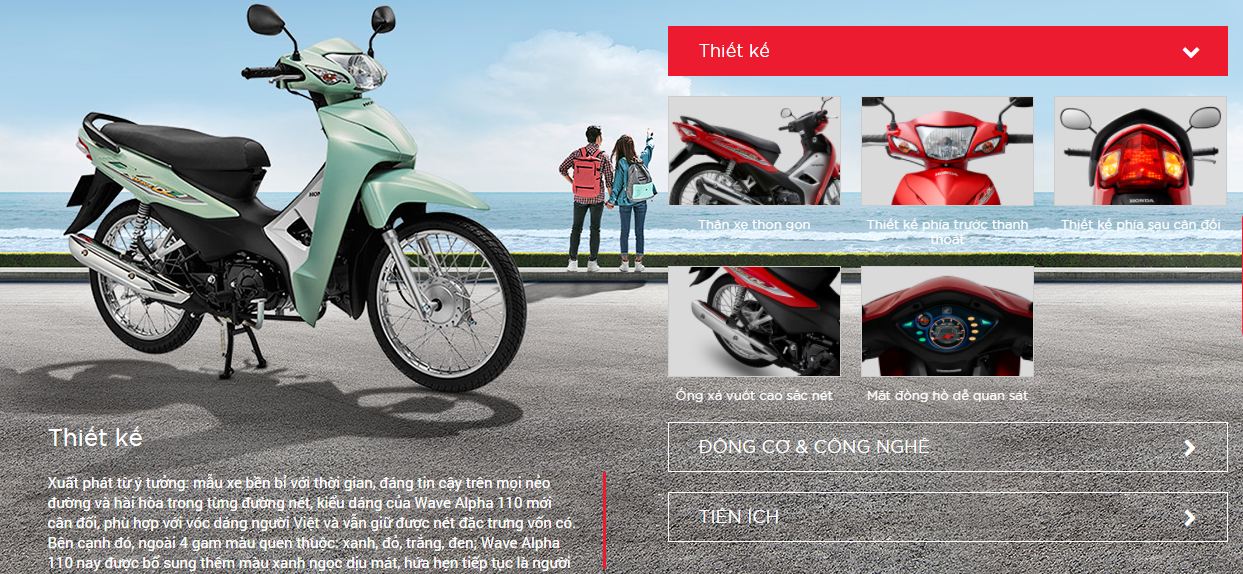 Thiết kế
Thân xe thon gọn
Thiết kế phía trước thanh
thoát
Thiết kế phía sau cân đối
Ống xả vuốt cao sắc nét
Mặt đồng hồ dễ quan sát
ĐỘNG CƠ & CÔNG NGHỆ
TIỆN ÍCH
HONDA
HONDA
HONDA
Thiết kế
Xuất phát từ ý tưởng: mẫu xe bền bỉ với thời gian, đáng tin cậy trên mọi nẻo
đường và hài hòa trong từng đường nét, kiểu dáng của Wave Alpha 110 mới
cân đối, phù hợp với vóc dáng người Việt và vẫn giữ được nét đặc trưng vốn có.
Bên cạnh đó, ngoài 4 gam màu quen thuộc: xanh, đỏ, trắng, đen; Wave Alpha
110 nay được bổ sung thêm màu xanh ngọc dịu mát, hứa hẹn tiếp tục là người